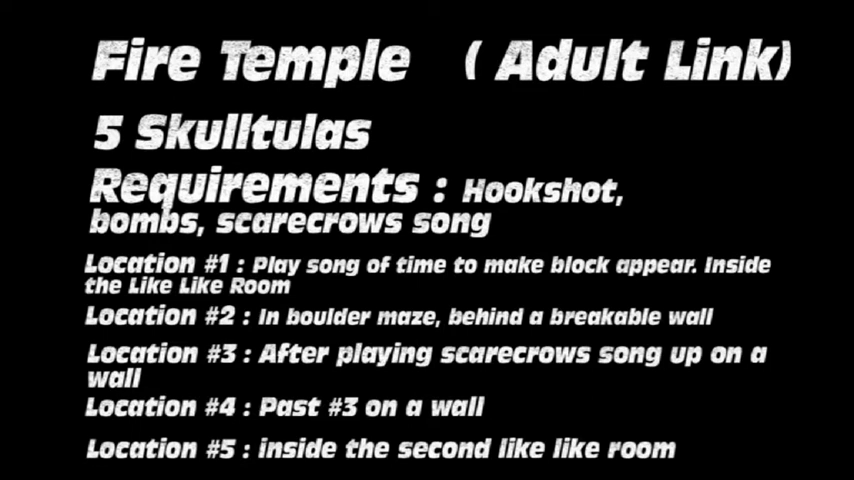 Fire Temple ( Adult Link)
5 Skulltulas
Requirements : Hookshot,
bombs, scarecrows song
Location #1 : Play song of time to make block appear. Inside
the Like Like Room
Location #2 : In boulder maze, behind a breakable wall
Location #3 : After playing scarecrows song up on a
wall
Location #4 : Past #3 on a wall
Location #5 : inside the second like like room